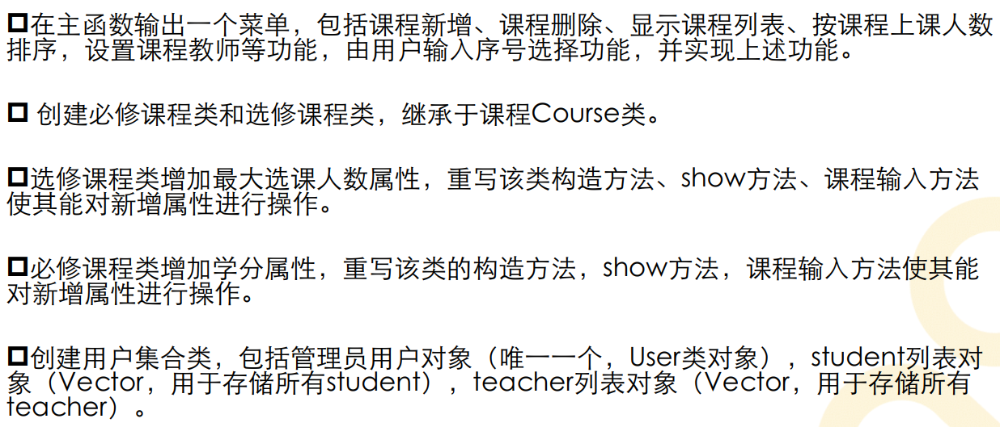 在主函数输出一个菜单，包括课程新增、课程删除、显示课程列表、按课程上课人数
排序，设置课程教师等功能，由用户输入序号选择功能，并实现上述功能。
创建必修课程类和选修课程类，继承于课程Course类。
选修课程类增加最大选课人数属性，重写该类构造方法、show方法、课程输入方法
使其能对新增属性进行操作。
必修课程类增加学分属性，重写该类的构造方法，show方法，课程输入方法使其能
对新增属性进行操作。
创建用户集合类，包括管理员用户对象（唯一一个，User类对象），student列表对
象（Vector，用于存储所有student），teacher列表对象（Vector，用于存储所有
teacher）。